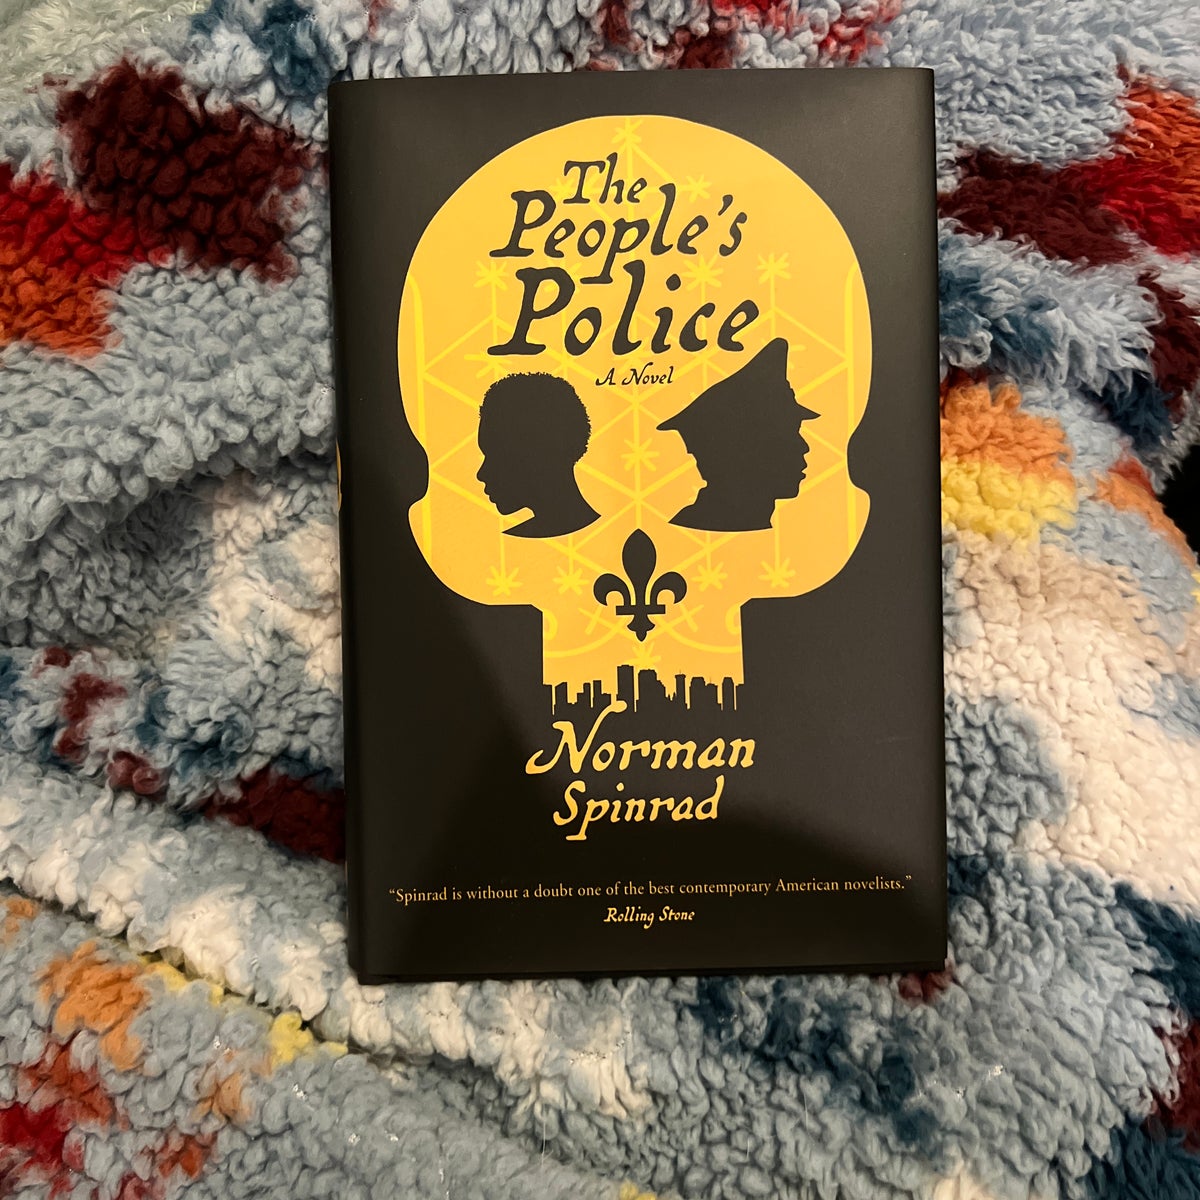 The
People's
Police
A Novel
Norman
Spinrad
“Spinrad is without a doubt one of the best contemporary American novelists.”
Rolling Stone